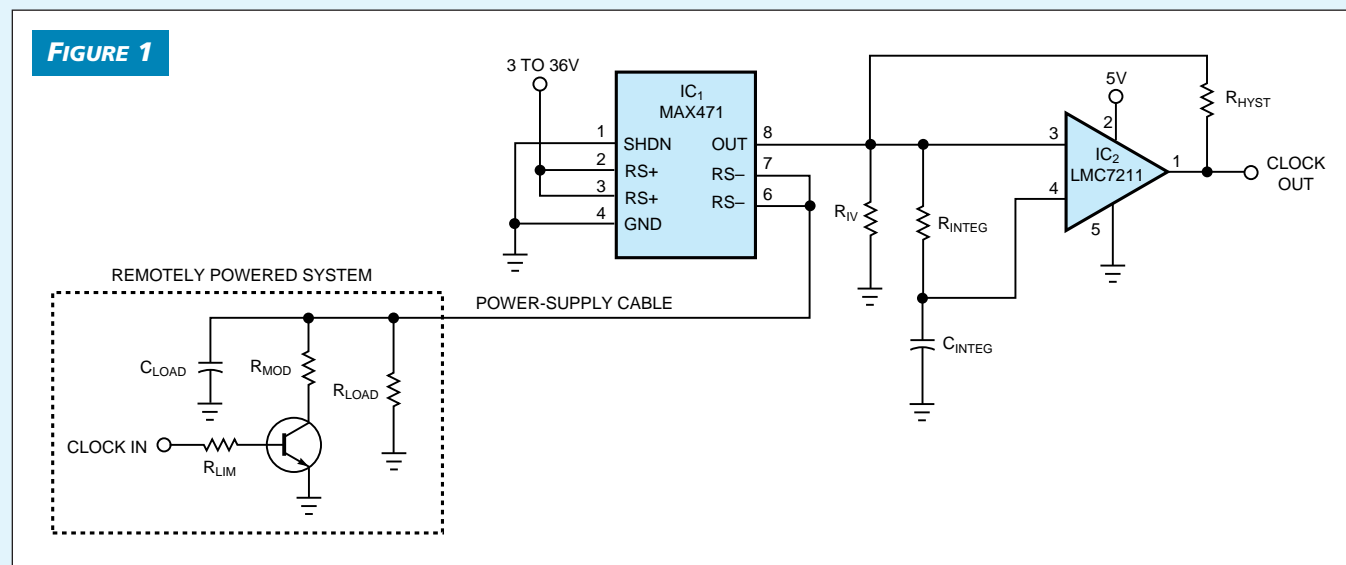 FIGURE 1
3 TO 36V
IC1
MAX471
1 SHDN OUT 8
2 RS+ RS– 7
3 RS+ RS– 6
4 GND
5V
2
3
IC2
LMC7211
1
4
5
RHYST
CLOCK
OUT
RIV
RINTEG
CINTEG
REMOTELY POWERED SYSTEM
POWER-SUPPLY CABLE
CLOAD
RMOD
RLOAD
CLOCK IN
RLIM